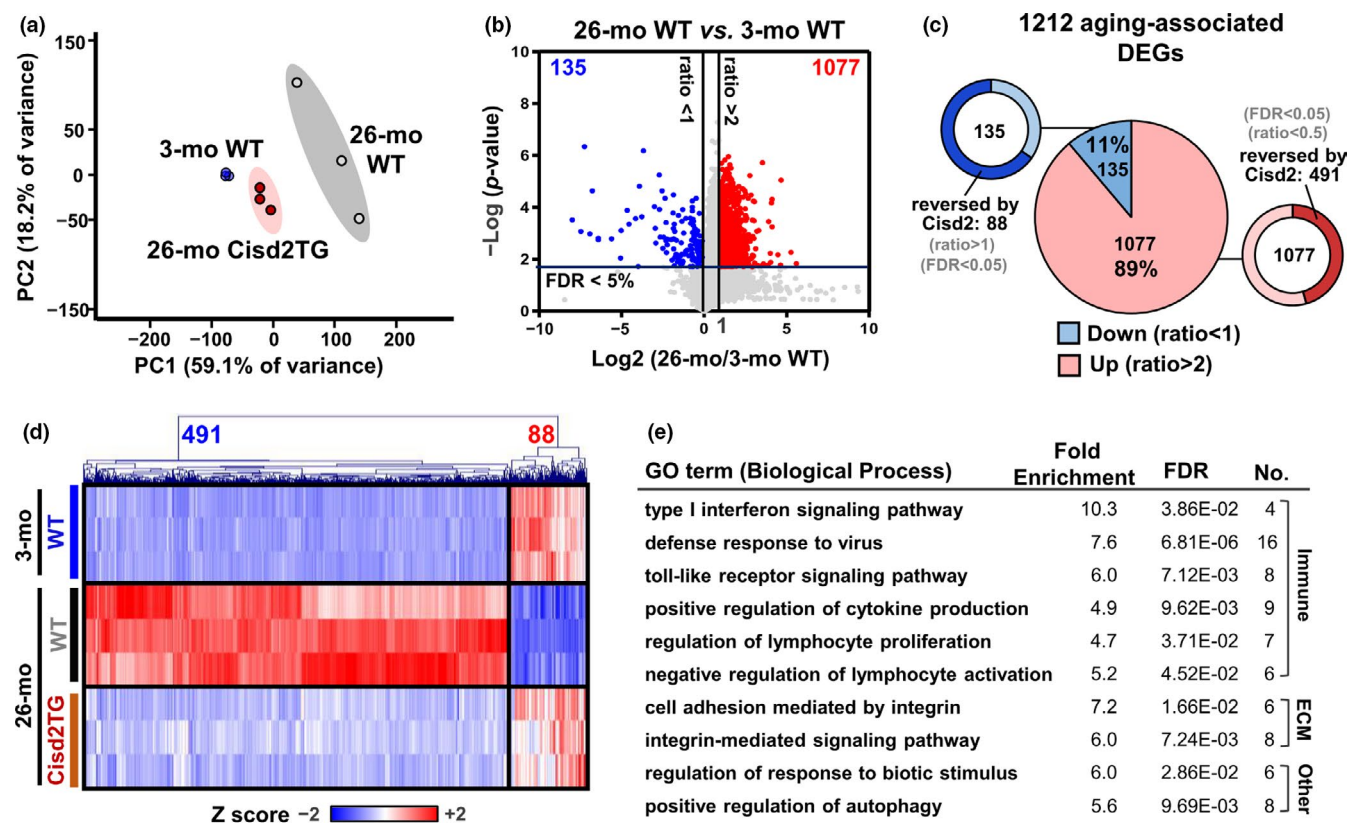 (a)
150
100
50
0
−50
−150
PC2 (18.2% of variance)
3-mo WT
26-mo
WT
26-mo Cisd2TG
−200
−100
0
100
200
PC1 (59.1% of variance)
(b)
26-mo WT vs. 3-mo WT
10
8
6
4
2
0
−Log (p-value)
135
ratio <1
ratio >2
1077
FDR < 5%
−10
−5
0
1
5
10
Log2 (26-mo/3-mo WT)
(c)
1212 aging-associated
DEGs
135
reversed by
Cisd2: 88
(ratio>1)
(FDR<0.05)
11%
135
1077
89%
(FDR<0.05)
(ratio<0.5)
reversed by
Cisd2: 491
1077
Down (ratio<1)
Up (ratio>2)
(d)
491
88
3-mo
WT
26-mo
WT
Cisd2TG
Z score −2
+2
(e)
GO term (Biological Process) Fold Enrichment FDR No.
type I interferon signaling pathway 10.3 3.86E-02 4
defense response to virus 7.6 6.81E-06 16
toll-like receptor signaling pathway 6.0 7.12E-03 8
positive regulation of cytokine production 4.9 9.62E-03 9
regulation of lymphocyte proliferation 4.7 3.71E-02 7
negative regulation of lymphocyte activation 5.2 4.52E-02 6
Immune
cell adhesion mediated by integrin 7.2 1.66E-02 6
integrin-mediated signaling pathway 6.0 7.24E-03 8
ECM
regulation of response to biotic stimulus 6.0 2.86E-02 6
positive regulation of autophagy 5.6 9.69E-03 8
Other